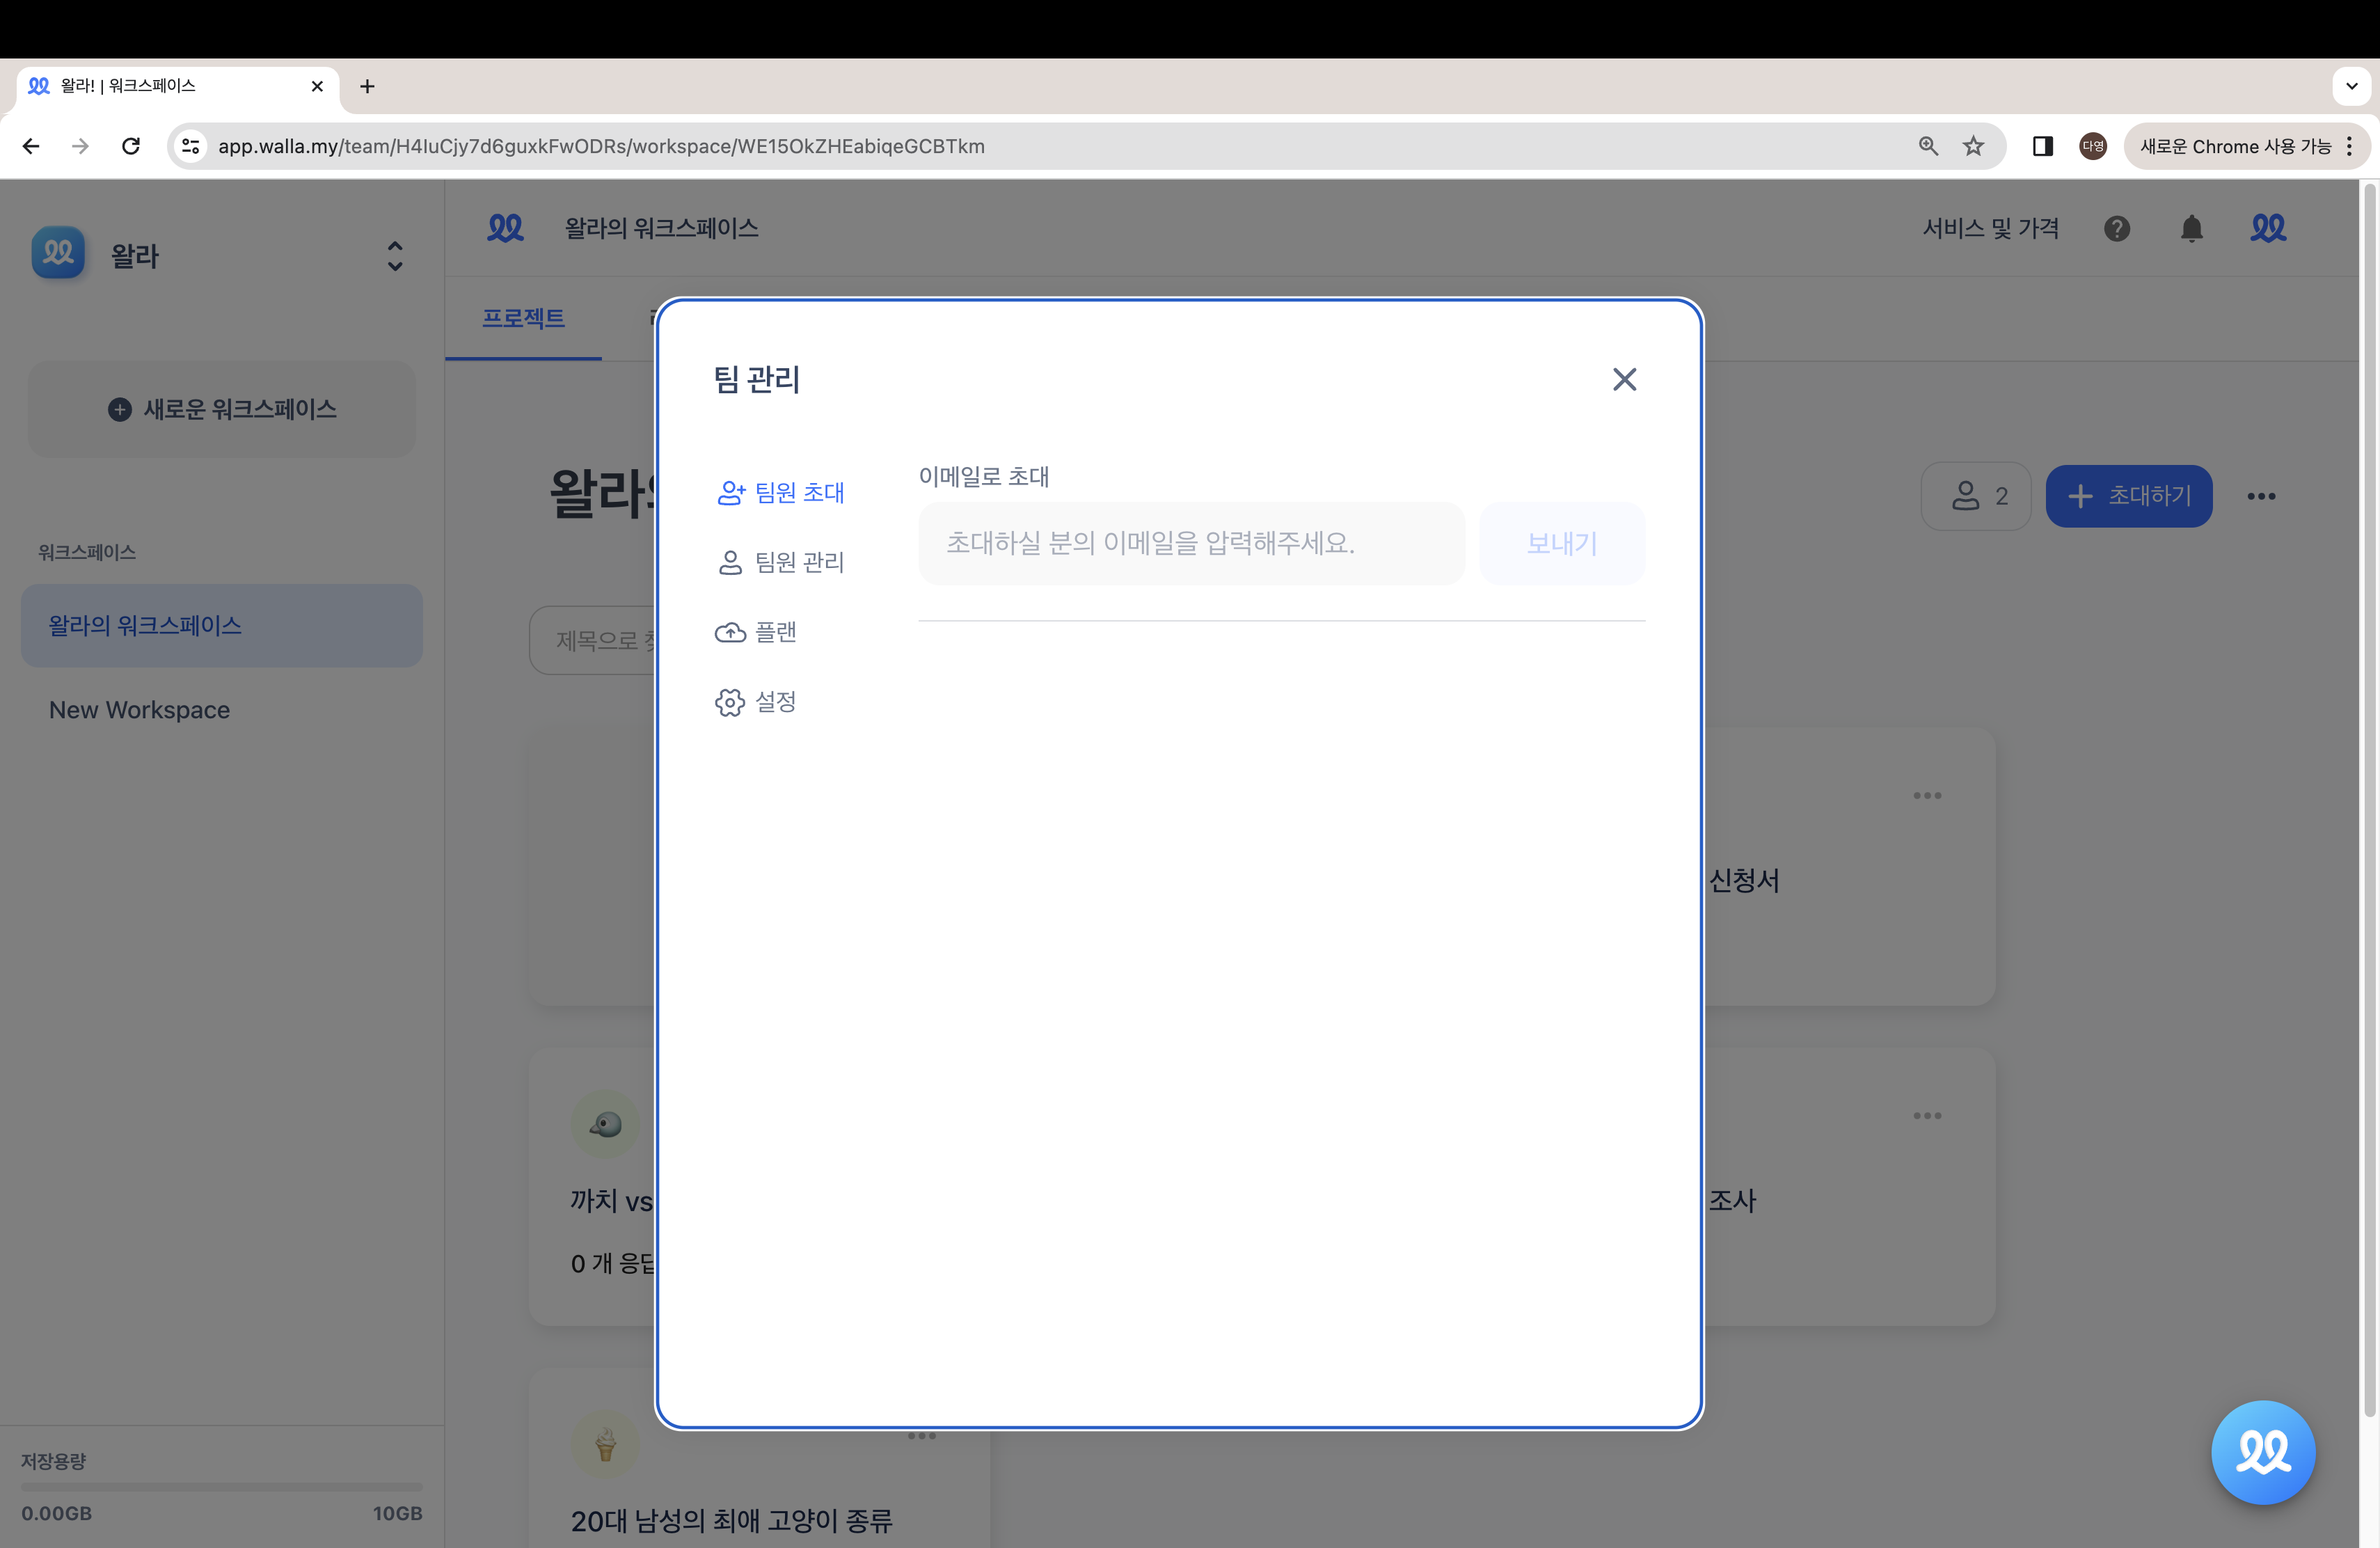 왈라! | 워크스페이스
app.walla.my/team/H4IuCjy7d6guxkFwODRs/workspace/WE15OkZHEabiqeGCBTkm
다영
새로운 Chrome 사용 가능
왈라
왈라의 워크스페이스
서비스 및 가격
프로젝트
새로운 워크스페이스
팀 관리
팀원 초대
팀원 관리
플랜
설정
이메일로 초대
초대하실 분의 이메일을 압력해주세요.
보내기
2
초대하기
워크스페이스
왈라의 워크스페이스
New Workspace
제목으로
신청서
까치 vs
0 개 응답
조사
20대 남성의 최애 고양이 종류
저장용량
0.00GB
10GB